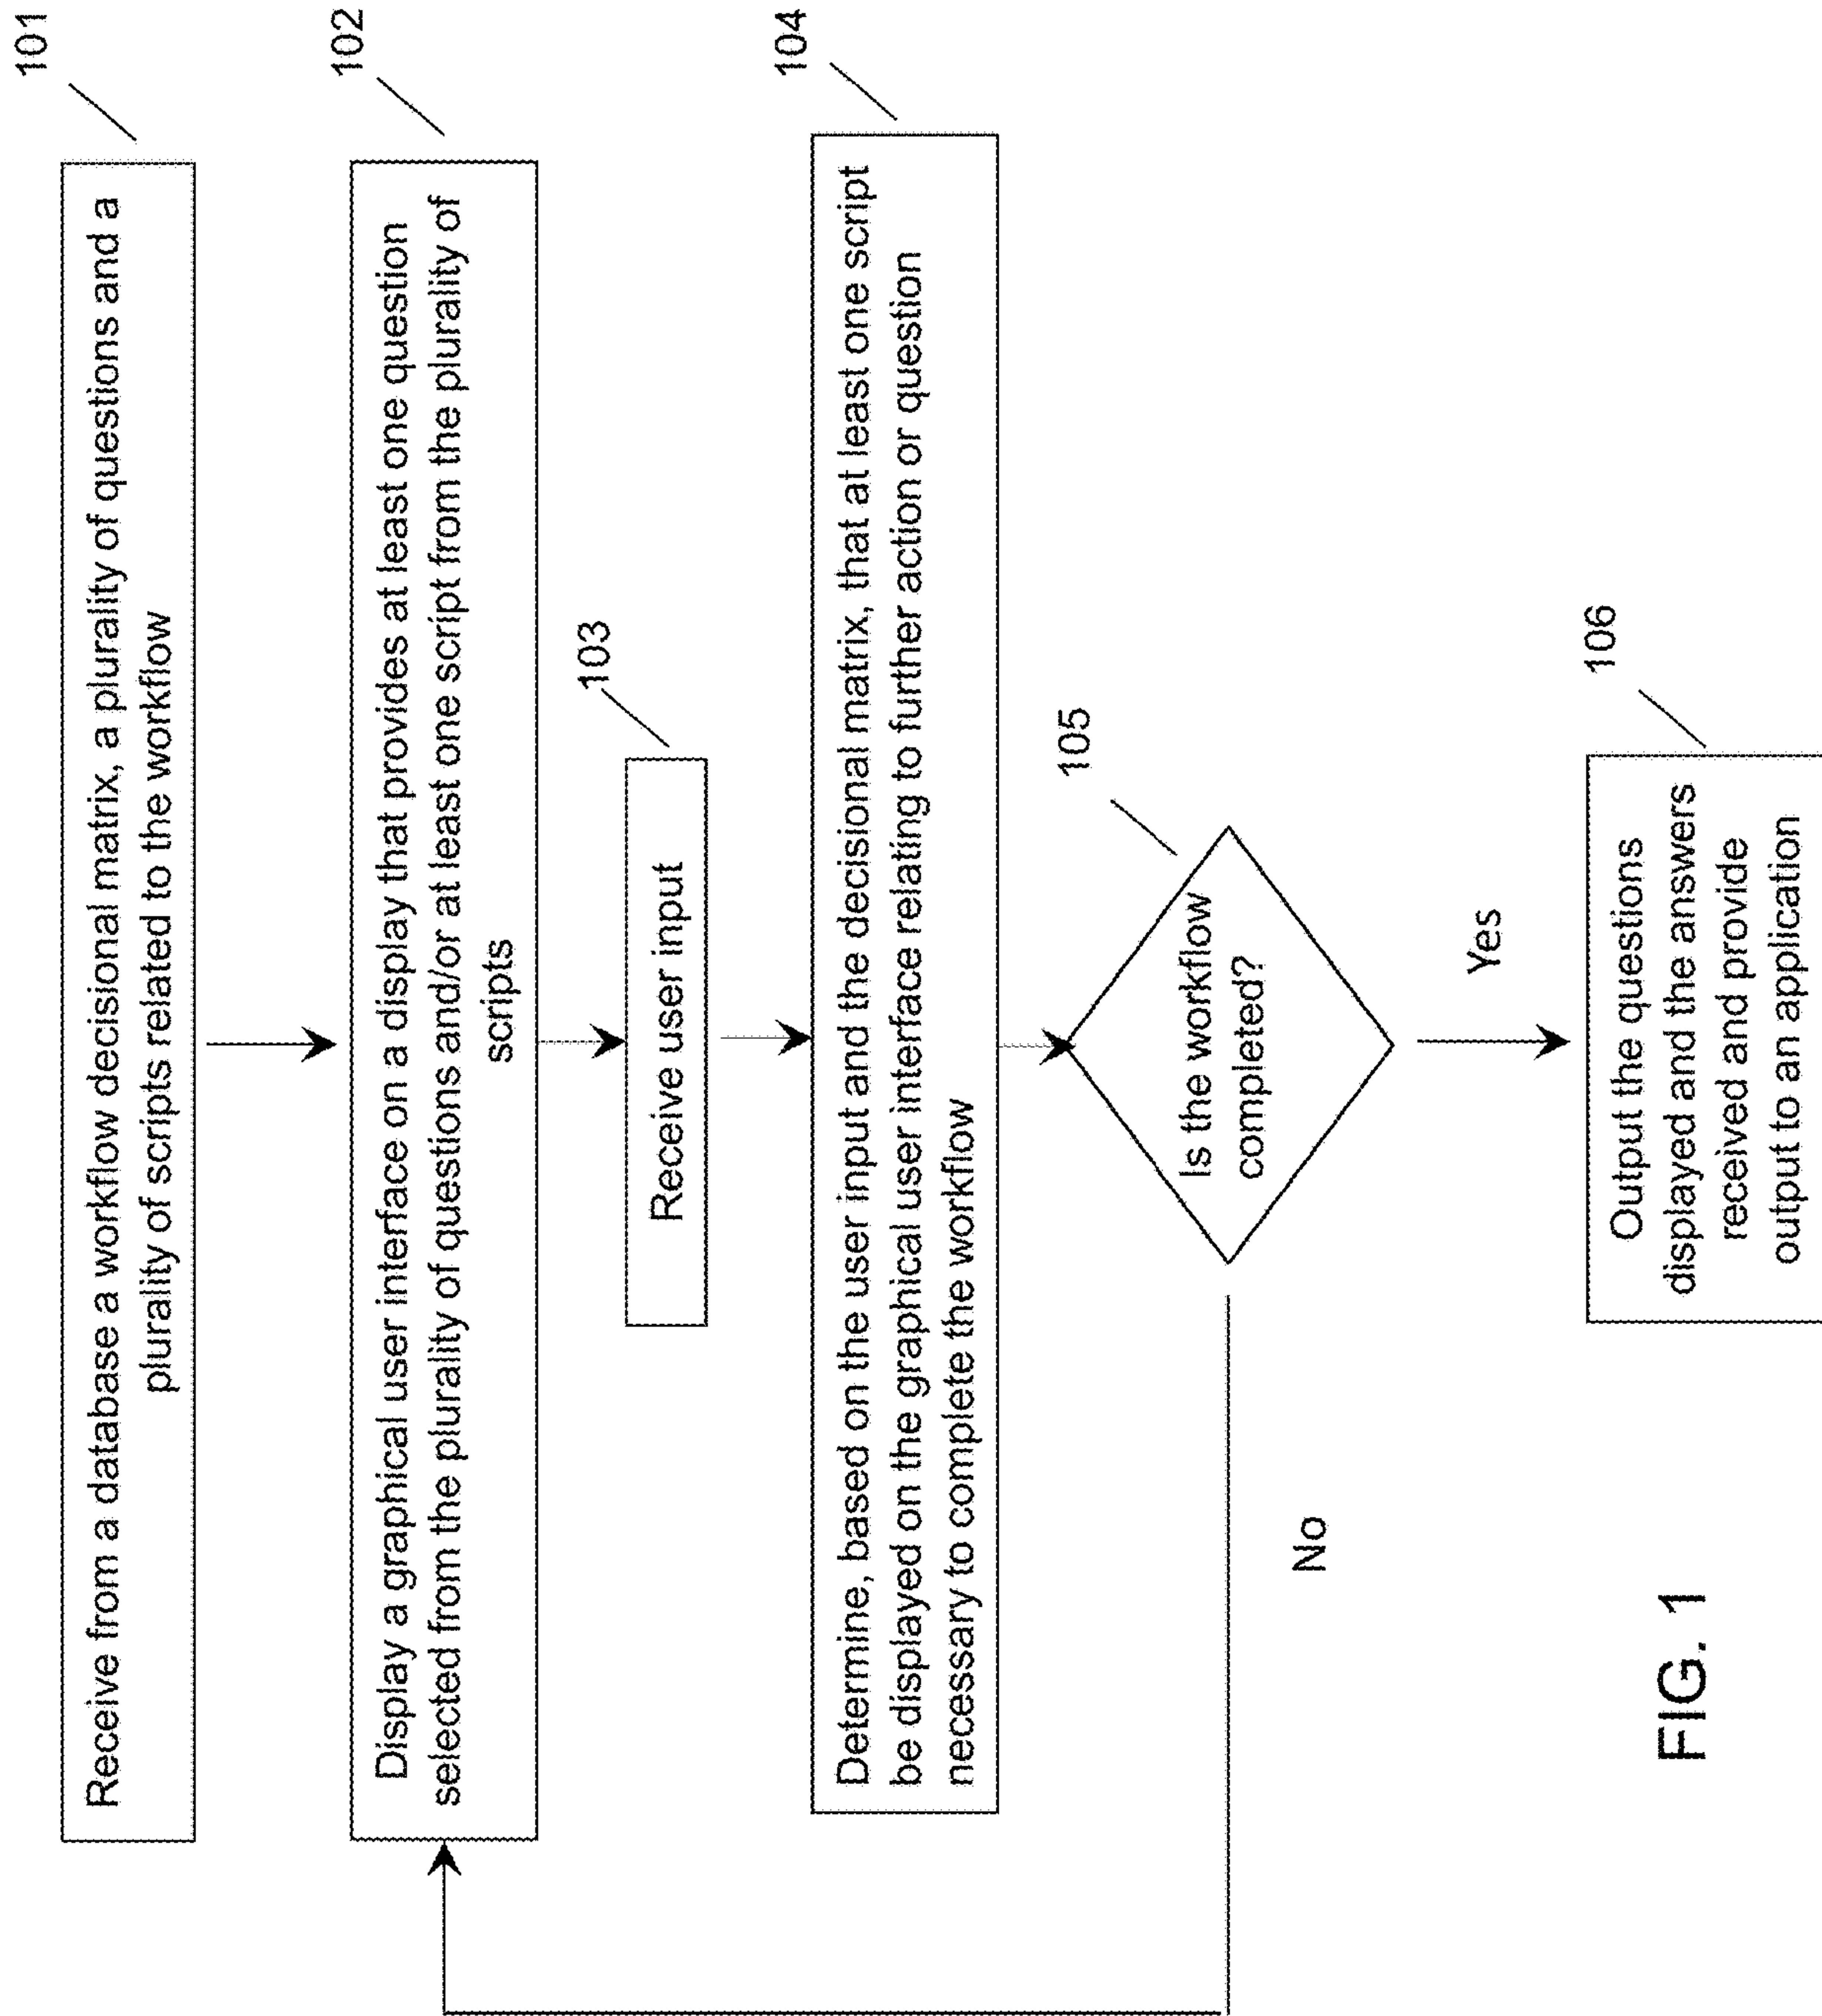 101
Receive from a database a workflow decisional matrix, a plurality of questions and a
plurality of scripts related to the workflow
102
Display a graphical user interface on a display that provides at least one question
selected from the plurality of questions and/or at least one script from the plurality of
scripts
103
Receive user input
104
Determine, based on the user input and the decisional matrix, that at least one script
be displayed on the graphical user interface relating to further action or question
necessary to complete the workflow
105
Is the workflow
completed?
No
Yes
106
Output the questions
displayed and the answers
received and provide
output to an application
FIG. 1